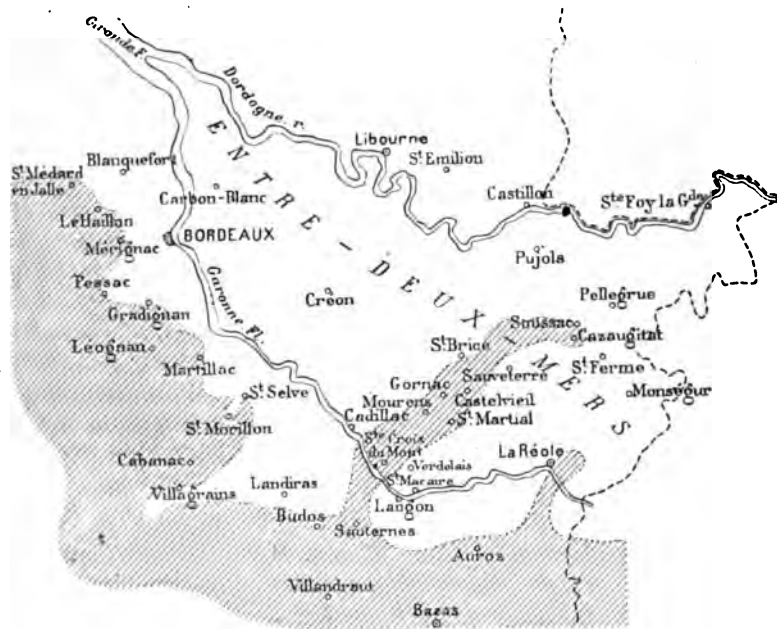 Gironde F.
Dordogne. r.
Libourne
St Emilion
Blanquefort
St Médard
en Jalle
Carbon-Blanc
Castillon
Ste Foy la Gde
Le Haillon
BORDEAUX
Mérignac
ENTRE-DEUX-MERS
Pujols
Pessac
Créon
Garonne Fl.
Pellegrue
Gradignan
Soussac
Cazaugitat
Leognan
St Brice
Martillac
Sauveterre
St Ferme
Gornac
St Selve
Mourens
Castelvieil
Monségur
Cadillac
St Martial
St Morillon
Ste Croix
du Mont
La Réole
Cabanac
Verdelais
St Macaire
Villagrains
Landiras
Langon
Budos
Sauternes
Auros
Villandraut
Bazas